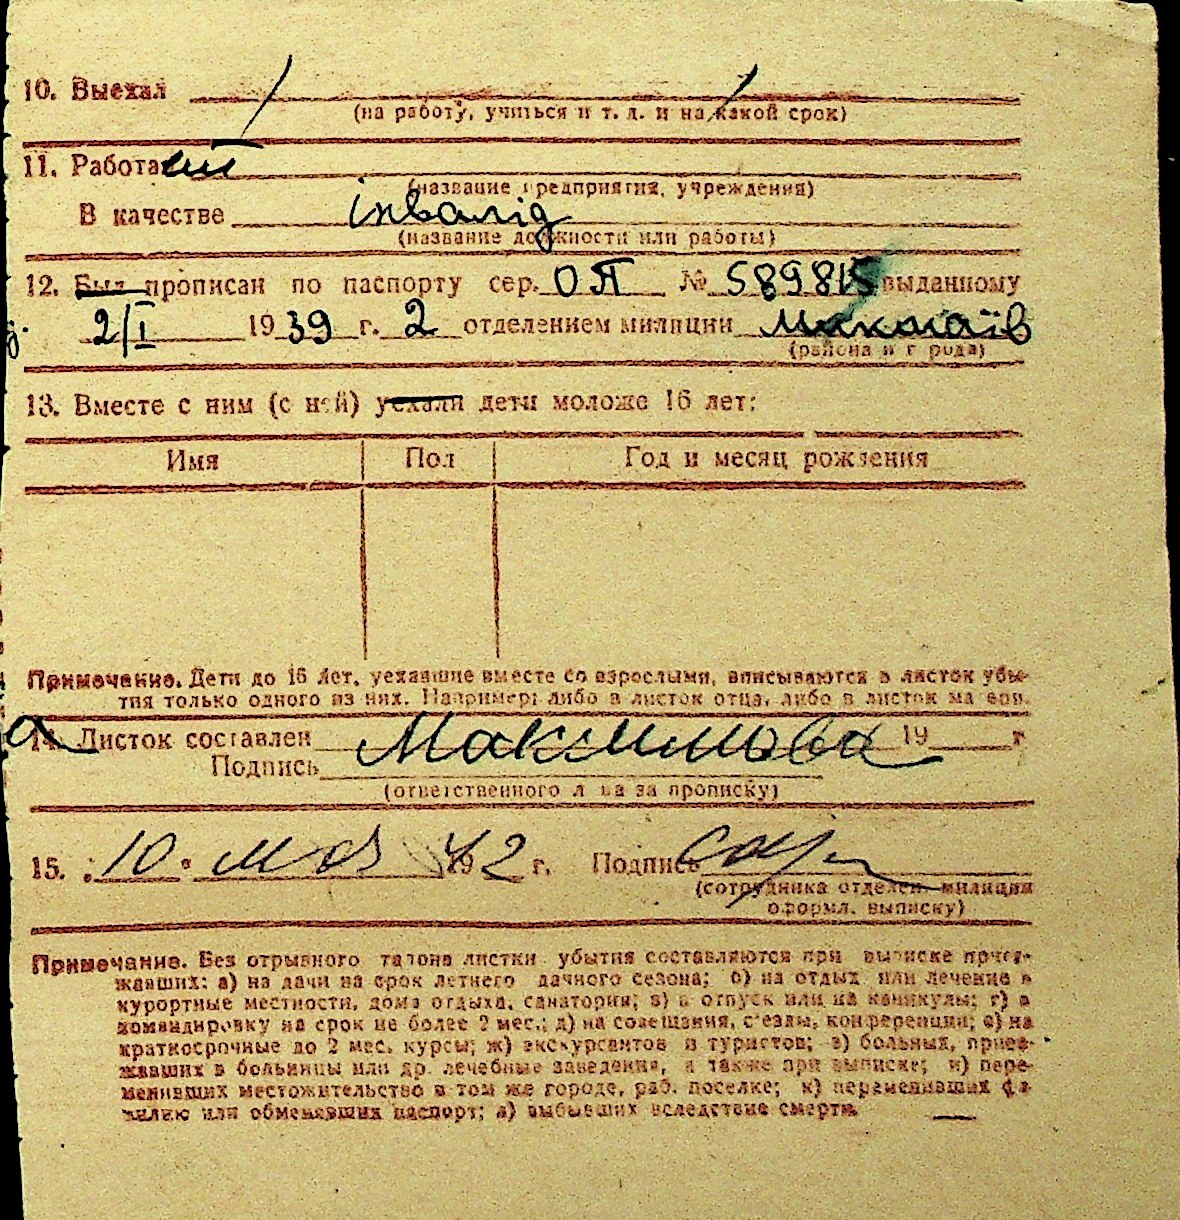 10. Выехал
(на работу, учиться и т. д. и на какой срок)
11. Работает
(название предприятия, учреждения)
В качестве інвалід
(название должности или работы)
12. Был прописан по паспорту сер. ОП № 589815 выданному
2/I 1939 г. 2 отделением милиции Миколаїв
(района и города)
13. Вместе с ним (с ней) уехали дети моложе 16 лет:
Имя Пол Год и месяц рождения
Примечание. Дети до 16 лет, уехавшие вместе со взрослыми, вписываются в листок убы-
тия только одного из них. Например: либо в листок отца, либо в листок матери.
14. Листок составлен Максимова 19 г
Подпись
(ответственного лица за прописку)
15. "10" 42 г. Подпись
(сотрудника отделен. милиции
оформл. выписку)
Примечание. Без отрывного талона листки убытия составляются при выписке приез-
жавших: а) на дачи на срок летнего дачного сезона; б) на отдых или лечение в
курортные местности, дома отдыха, санатории; в) в отпуск или на каникулы; г) в
командировку на срок не более 2 мес.; д) на совещания, с'езды, конференции; е) на
краткосрочные до 2 мес. курсы; ж) экскурсантов и туристов; з) больных, приез-
жавших в больницы или др. лечебные заведения, а также при выписке; и) пере-
менивших местожительство в том же городе, раб. поселке; к) переменивших фа-
милию или обменявших паспорт; л) выбывших вследствие смерти.